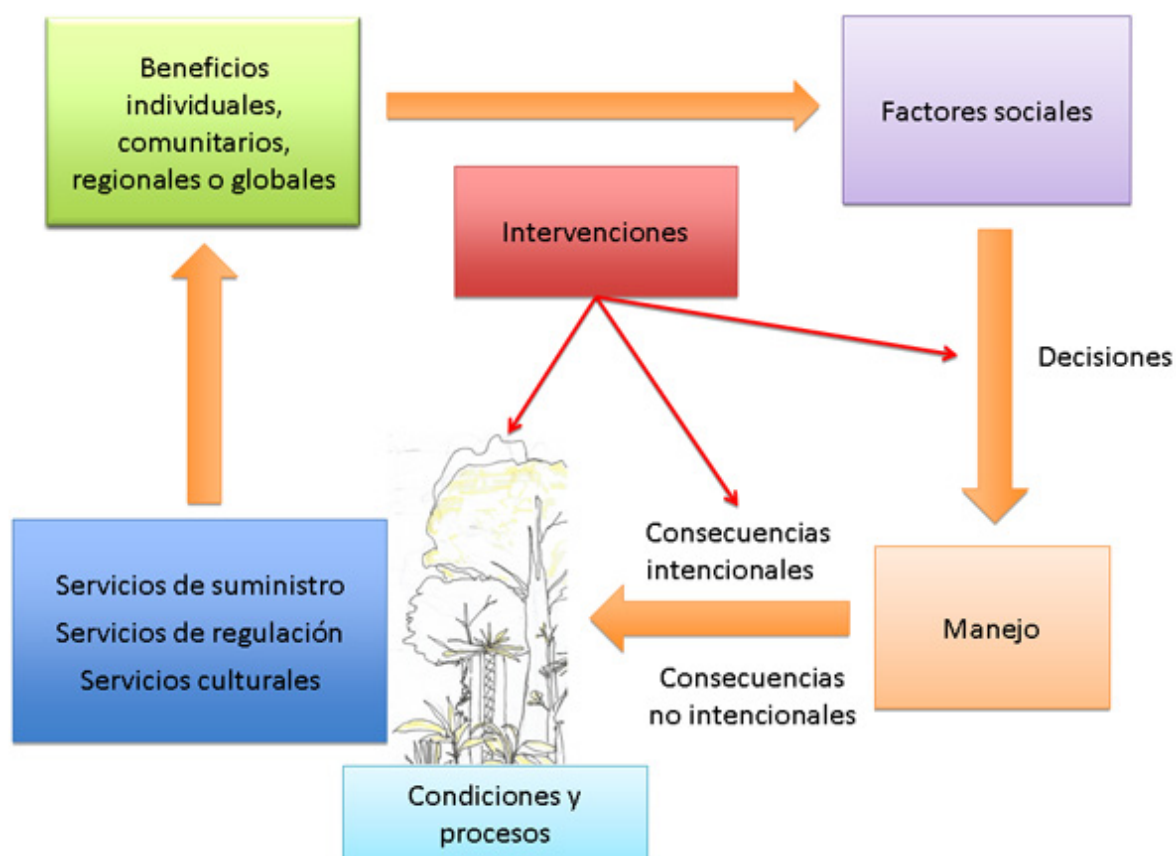 Beneficios
individuales,
comunitarios,
regionales o globales
Factores sociales
Intervenciones
Decisiones
Servicios de suministro
Servicios de regulación
Servicios culturales
Consecuencias
intencionales
Consecuencias
no intencionales
Manejo
Condiciones y
procesos